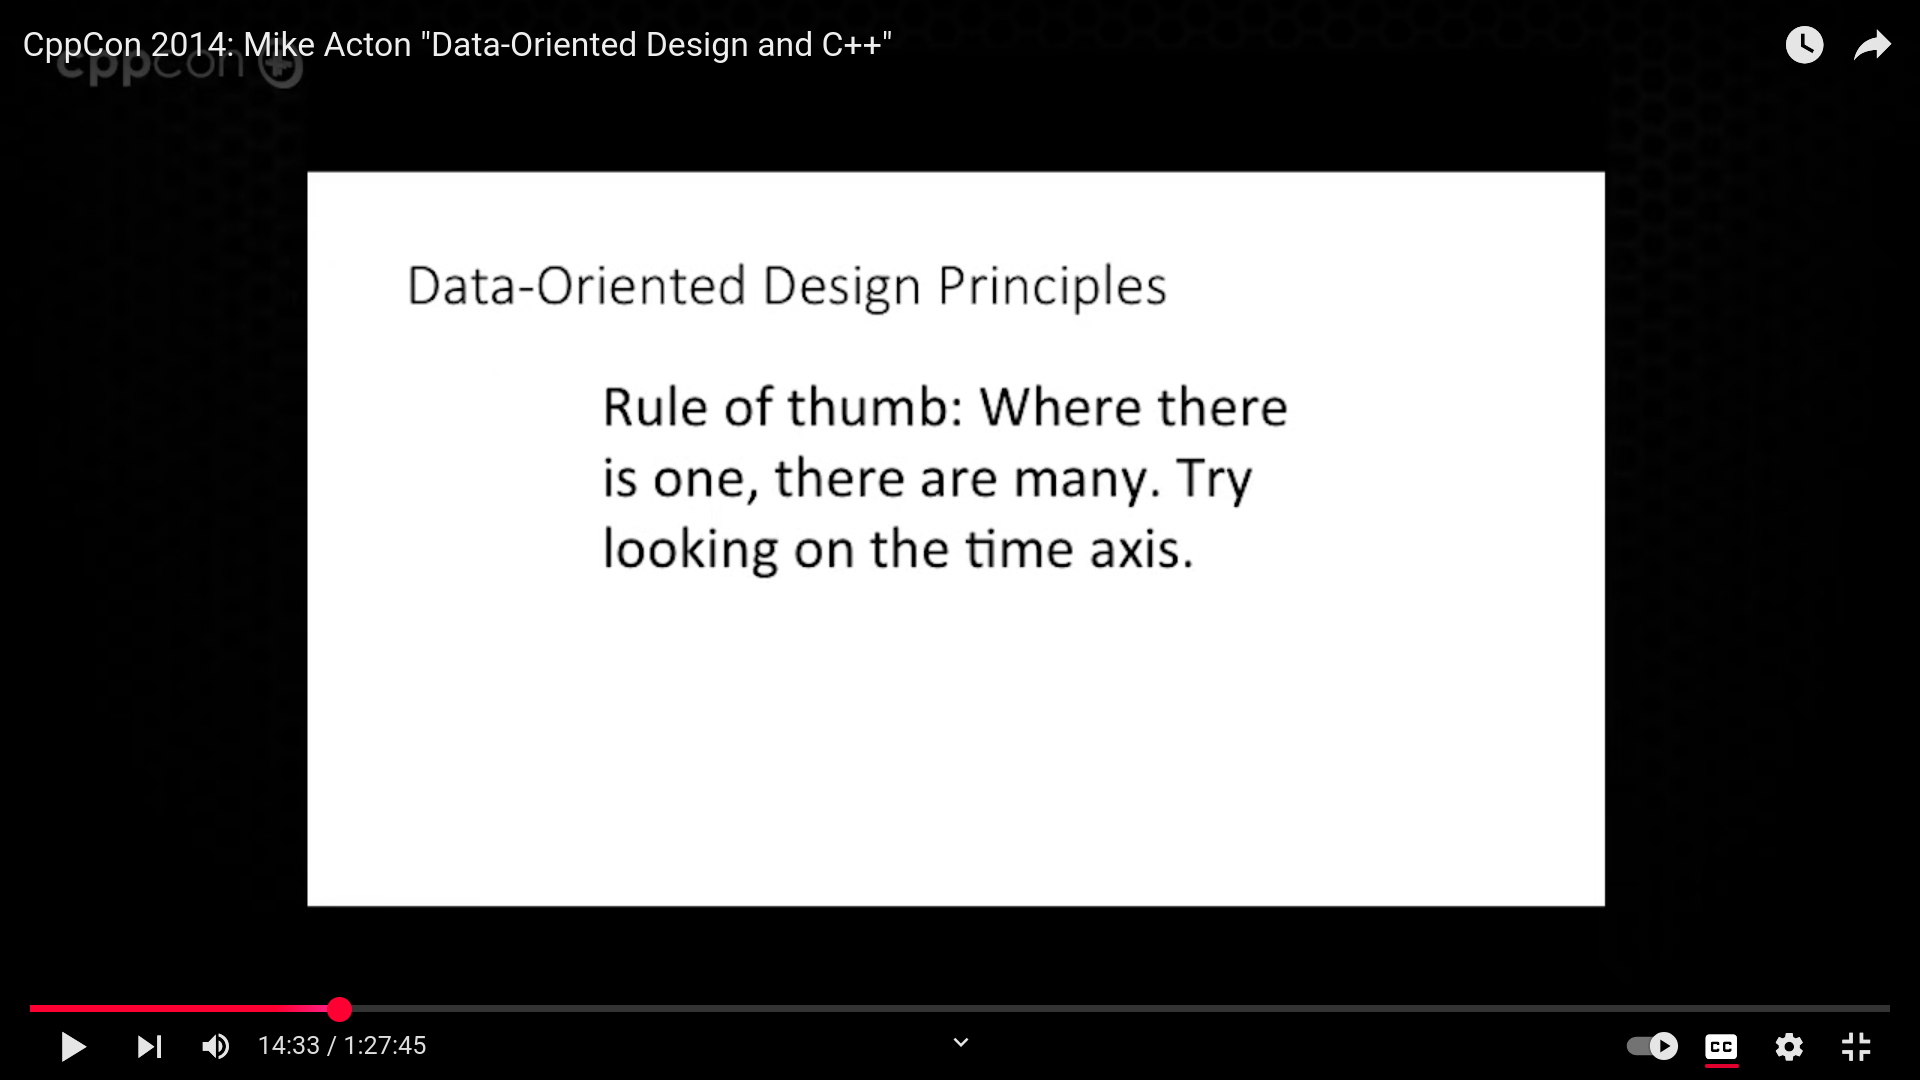 CppCon 2014: Mike Acton "Data-Oriented Design and C++"
cppcon
Data-Oriented Design Principles
Rule of thumb: Where there
is one, there are many. Try
looking on the time axis.
14:33 / 1:27:45
CC